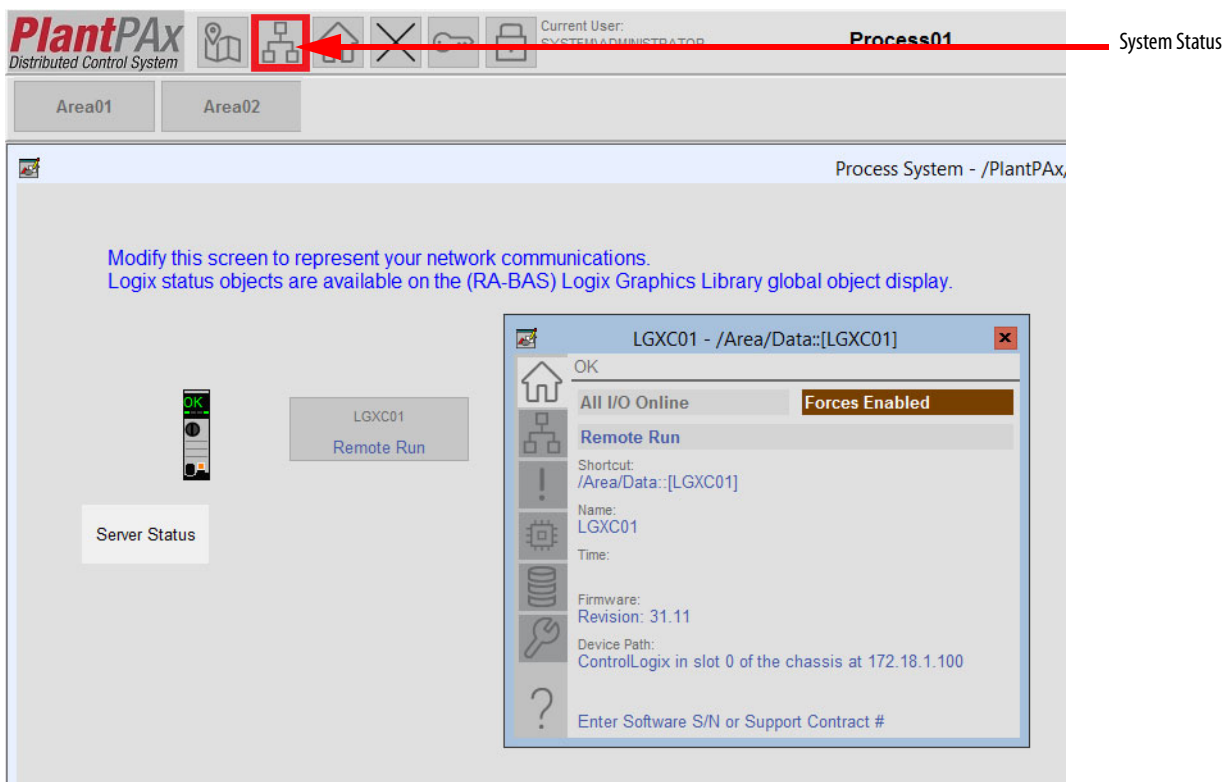 PlantPAx
Distributed Control System
Current User:
SYSTEM\ADMINISTRATOR
Process01
System Status
Area01
Area02
Process System - /PlantPAx/
Modify this screen to represent your network communications.
Logix status objects are available on the (RA-BAS) Logix Graphics Library global object display.
OK
LGXC01
Remote Run
Server Status
LGXC01 - /Area/Data::[LGXC01]
OK
All I/O Online
Forces Enabled
Remote Run
Shortcut:
/Area/Data::[LGXC01]
Name:
LGXC01
Time:
Firmware:
Revision: 31.11
Device Path:
ControlLogix in slot 0 of the chassis at 172.18.1.100
Enter Software S/N or Support Contract #